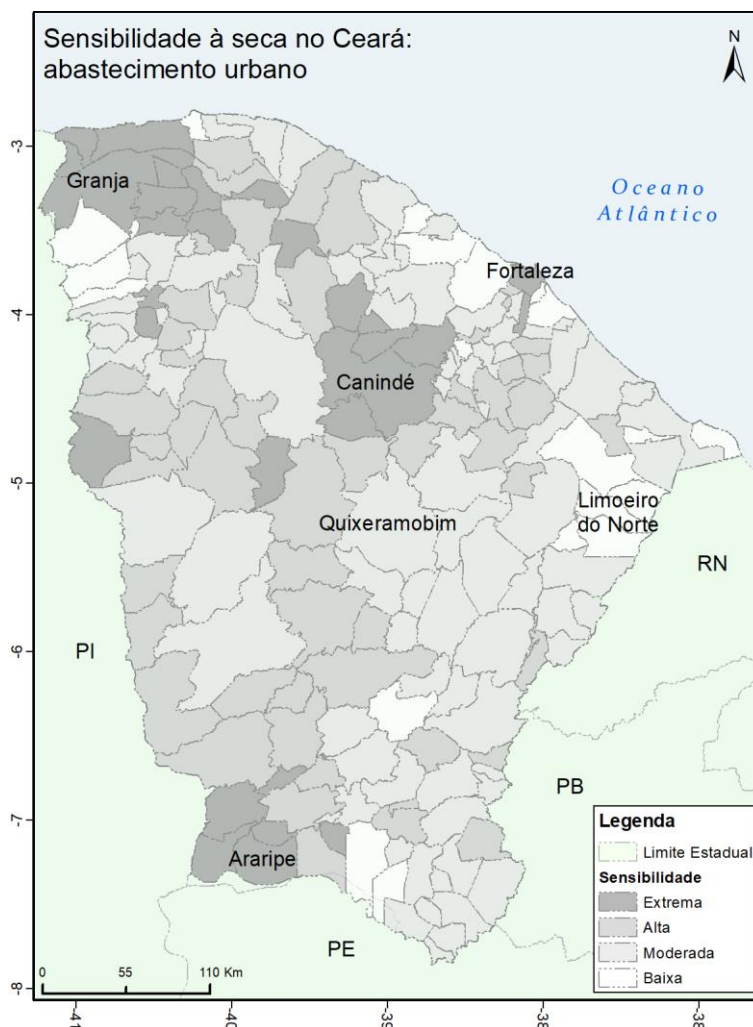 Sensibilidade à seca no Ceará:
abastecimento urbano
N
Oceano
Atlântico
Granja
Fortaleza
Canindé
Limoeiro
do Norte
Quixeramobim
RN
PI
PB
Araripe
PE
Legenda
Limite Estadual
Sensibilidade
Extrema
Alta
Moderada
Baixa
0 55 110 Km
-3
-4
-5
-6
-7
-8
-41
-40
-39
-38
-38